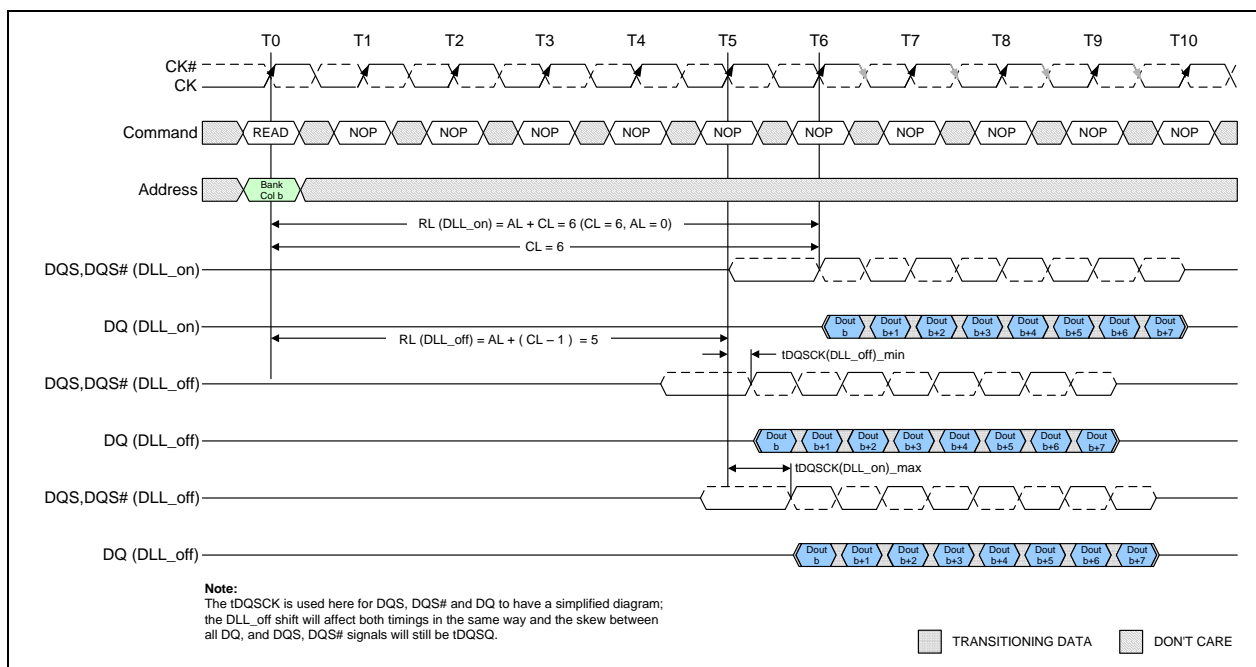 T0 T1 T2 T3 T4 T5 T6 T7 T8 T9 T10
CK#
CK
Command READ NOP NOP NOP NOP NOP NOP NOP NOP NOP NOP
Address Bank
Col b
RL (DLL_on) = AL + CL = 6 (CL = 6, AL = 0)
CL = 6
DQS,DQS# (DLL_on)
DQ (DLL_on) Dout
b Dout
b+1 Dout
b+2 Dout
b+3 Dout
b+4 Dout
b+5 Dout
b+6 Dout
b+7
RL (DLL_off) = AL + ( CL – 1 ) = 5
tDQSCK(DLL_off)_min
DQS,DQS# (DLL_off)
DQ (DLL_off) Dout
b Dout
b+1 Dout
b+2 Dout
b+3 Dout
b+4 Dout
b+5 Dout
b+6 Dout
b+7
tDQSCK(DLL_on)_max
DQS,DQS# (DLL_off)
DQ (DLL_off) Dout
b Dout
b+1 Dout
b+2 Dout
b+3 Dout
b+4 Dout
b+5 Dout
b+6 Dout
b+7
Note:
The tDQSCK is used here for DQS, DQS# and DQ to have a simplified diagram;
the DLL_off shift will affect both timings in the same way and the skew between
all DQ, and DQS, DQS# signals will still be tDQSQ.
TRANSITIONING DATA DON'T CARE